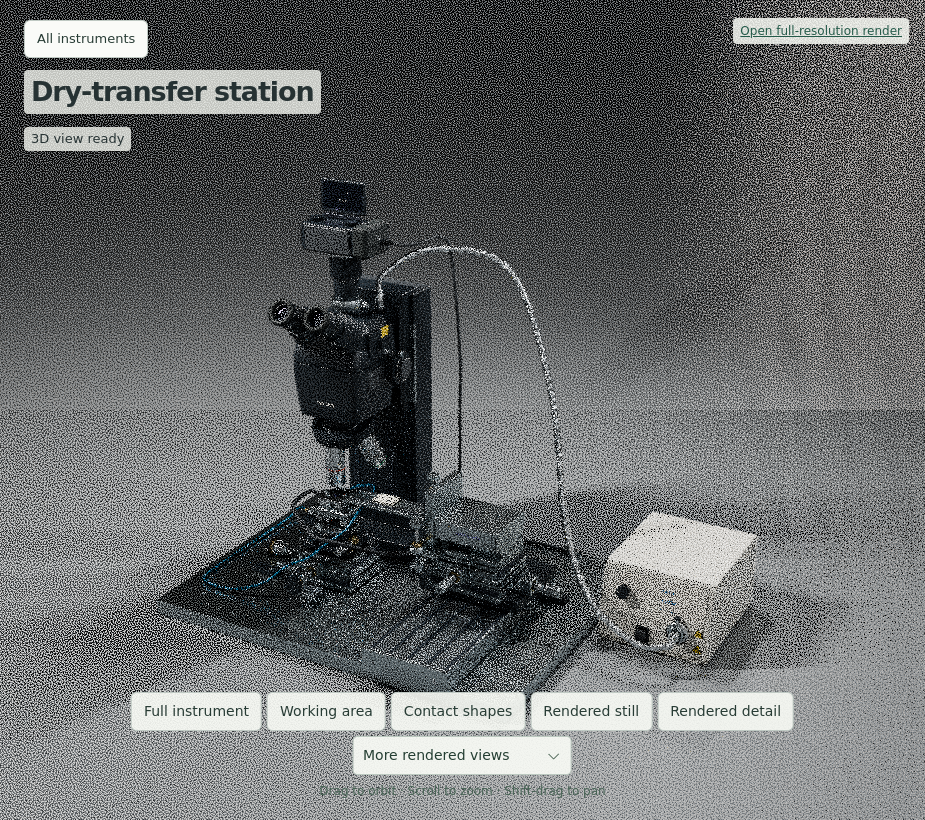 All instruments
Open full-resolution render
Dry-transfer station
3D view ready
Full instrument
Working area
Contact shapes
Rendered still
Rendered detail
More rendered views
Drag to orbit · Scroll to zoom · Shift-drag to pan